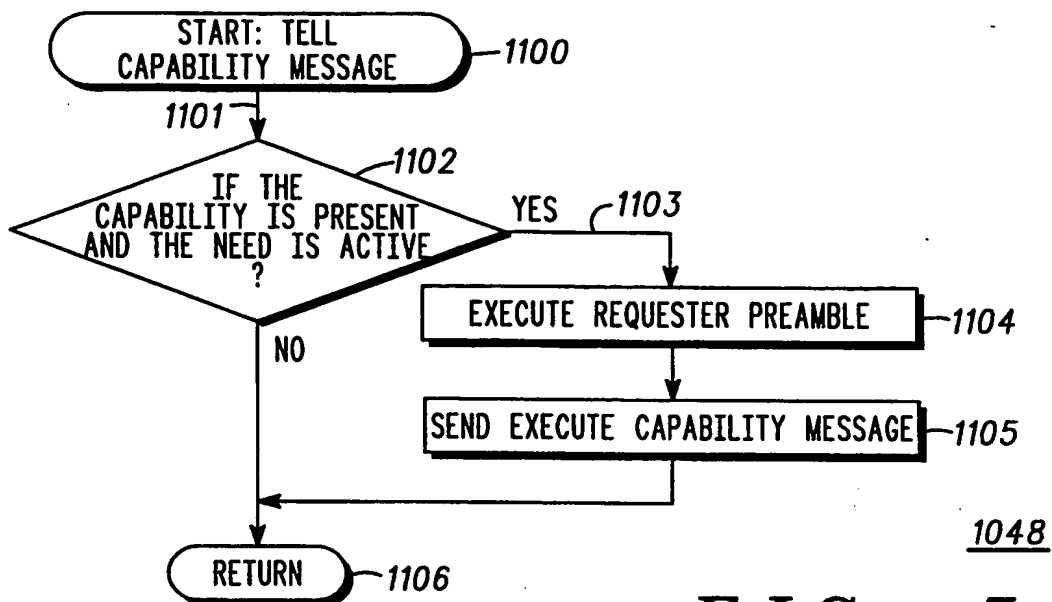 START: TELL
CAPABILITY MESSAGE
1100
1101
1102
IF THE
CAPABILITY IS PRESENT
AND THE NEED IS ACTIVE
?
YES
1103
EXECUTE REQUESTER PREAMBLE
1104
NO
SEND EXECUTE CAPABILITY MESSAGE
1105
1048
RETURN
1106